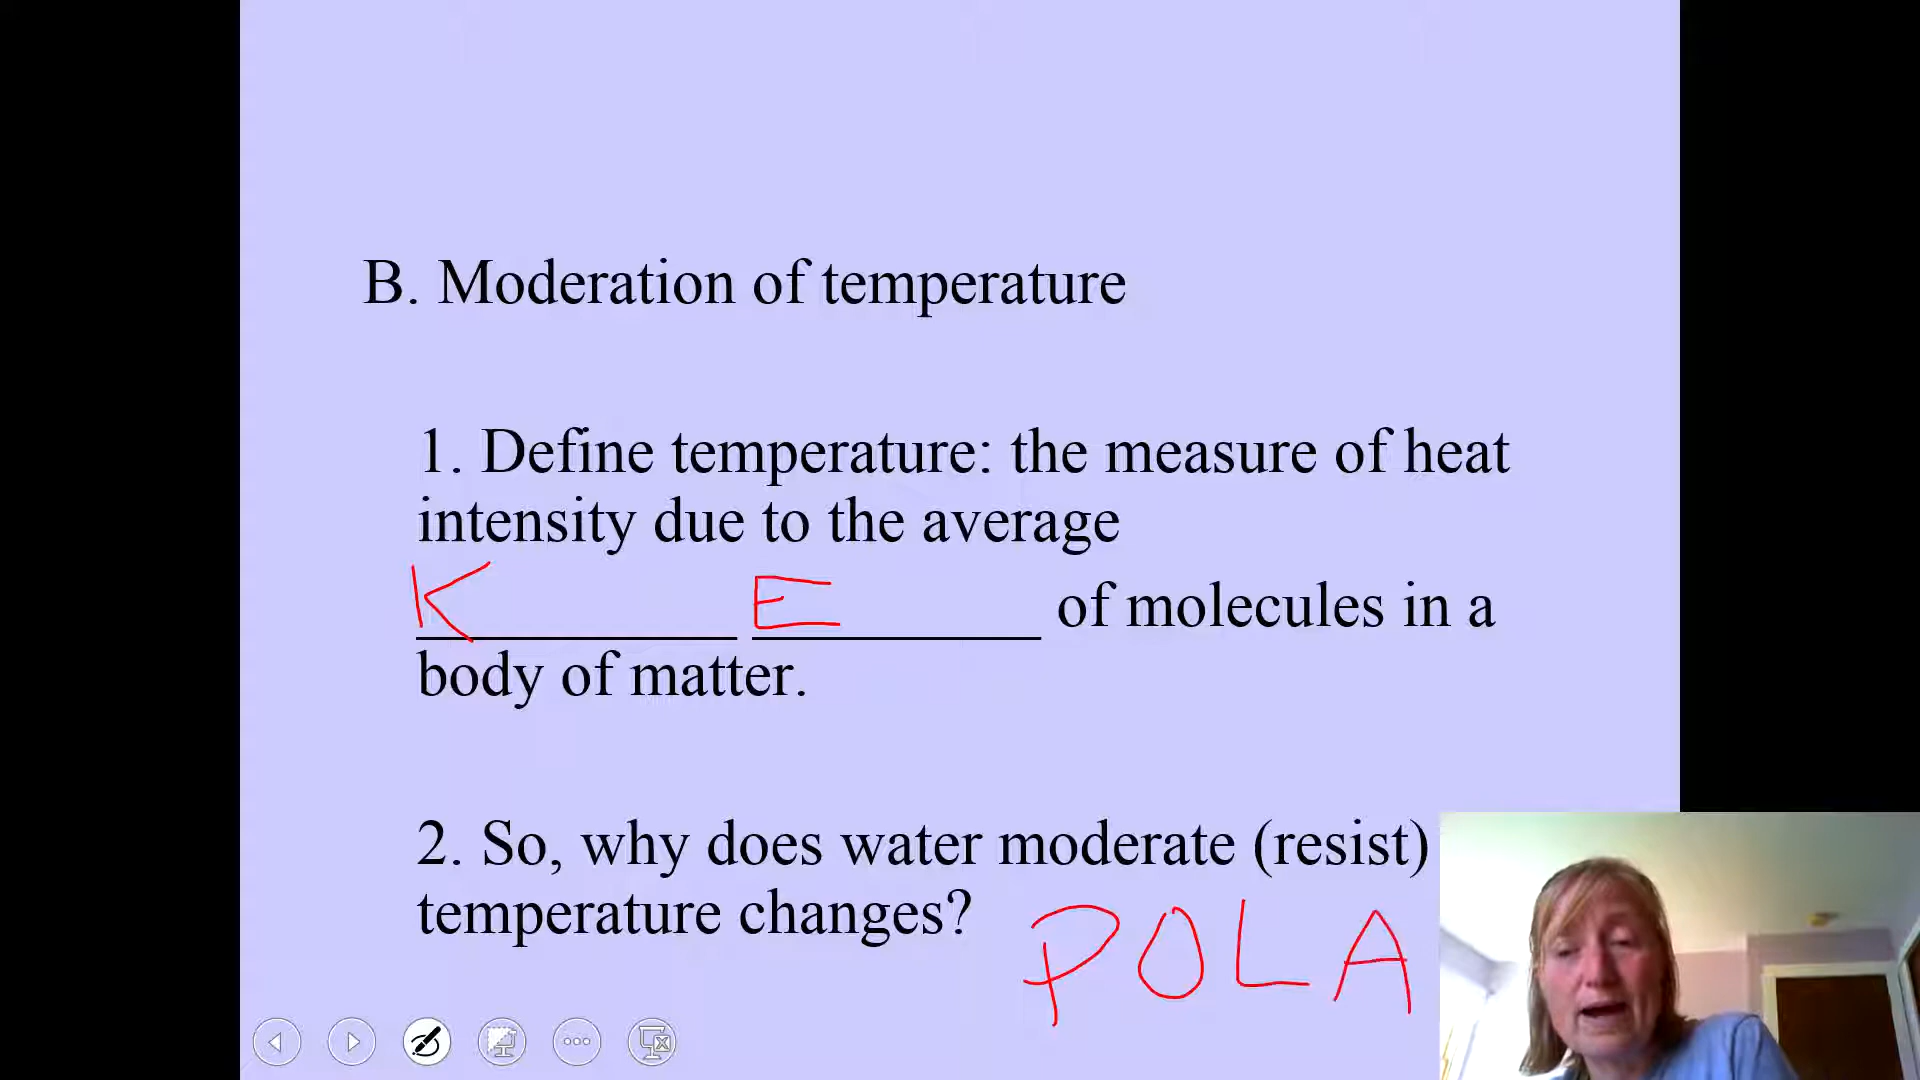 B. Moderation of temperature
1. Define temperature: the measure of heat
intensity due to the average
K E of molecules in a
body of matter.
2. So, why does water moderate (resist)
temperature changes?
POLA